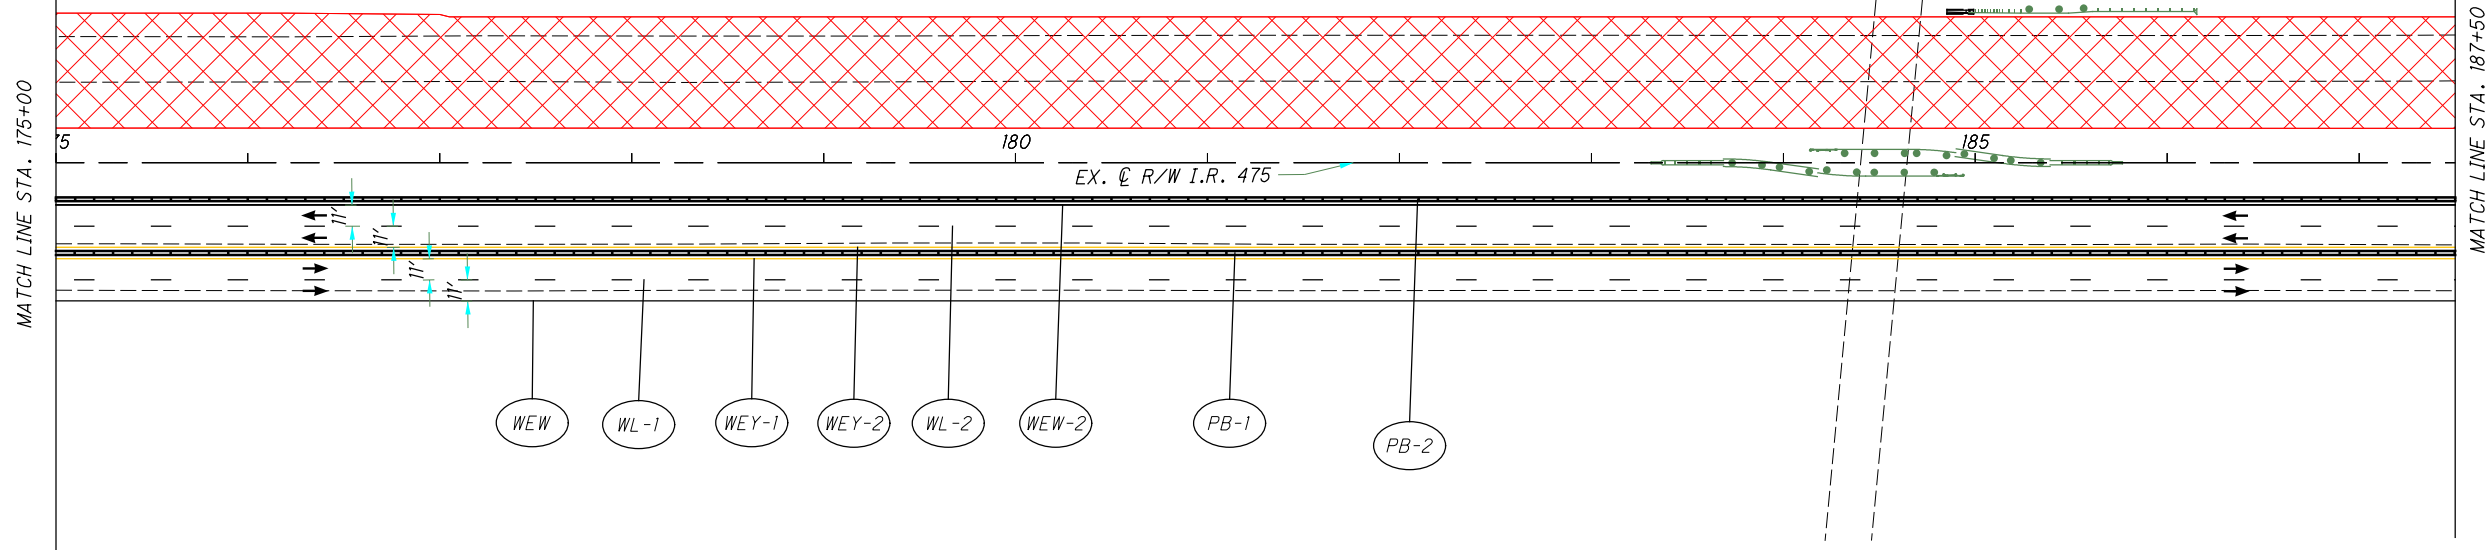 MATCH LINE STA. 175+00
75
180
185
EX. ℄ R/W I.R. 475
11'
11'
11'
11'
WEW
WL-1
WEY-1
WEY-2
WL-2
WEW-2
PB-1
PB-2
MATCH LINE STA. 187+50